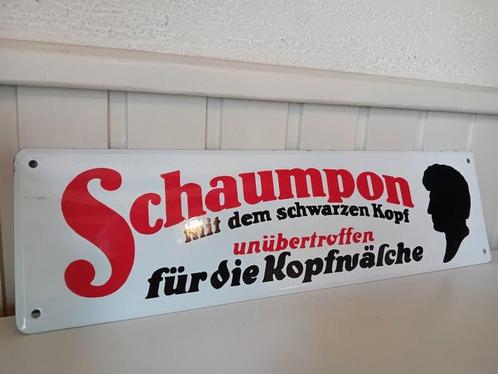 Schaumpon
mit dem schwarzen Kopf
unübertroffen
für die Kopfwäſche